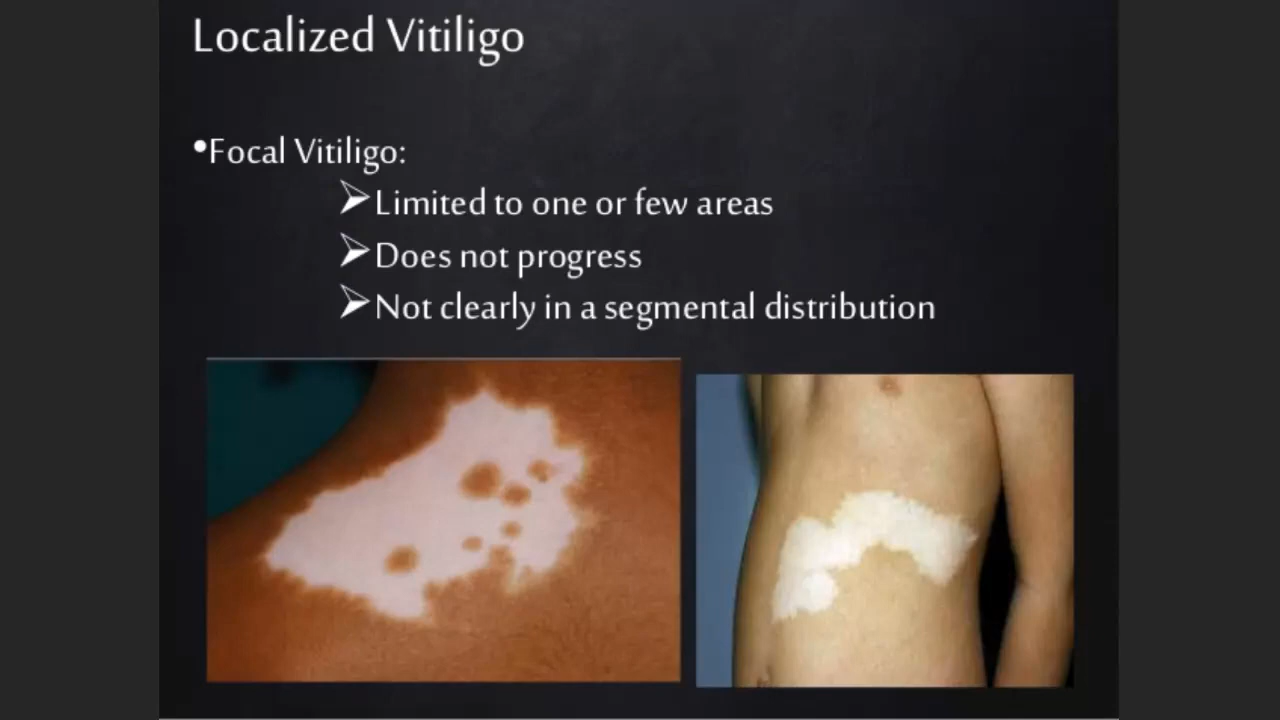 Localized Vitiligo
•Focal Vitiligo:
➢Limited to one or few areas
➢Does not progress
➢Not clearly in a segmental distribution